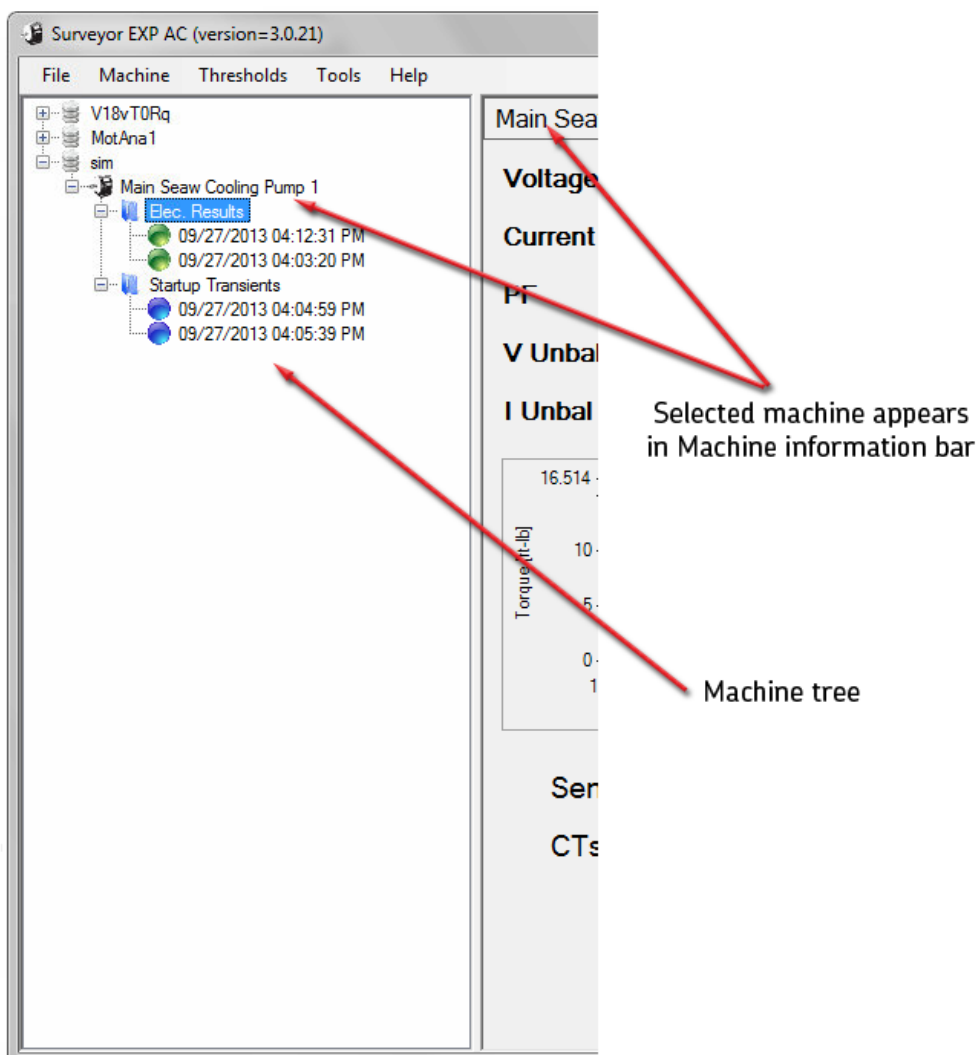 Surveyor EXP AC (version=3.0.21)
File Machine Thresholds Tools Help
V18vT0Rq
MotAna1
sim
Main Seaw Cooling Pump 1
Elec. Results
09/27/2013 04:12:31 PM
09/27/2013 04:03:20 PM
Startup Transients
09/27/2013 04:04:59 PM
09/27/2013 04:05:39 PM
Main Sea
Voltage
Current
PF
V Unbal
I Unbal
16.514
Torque [ft-lb]
10
5
0
1
Sen
CTs
Selected machine appears
in Machine information bar
Machine tree